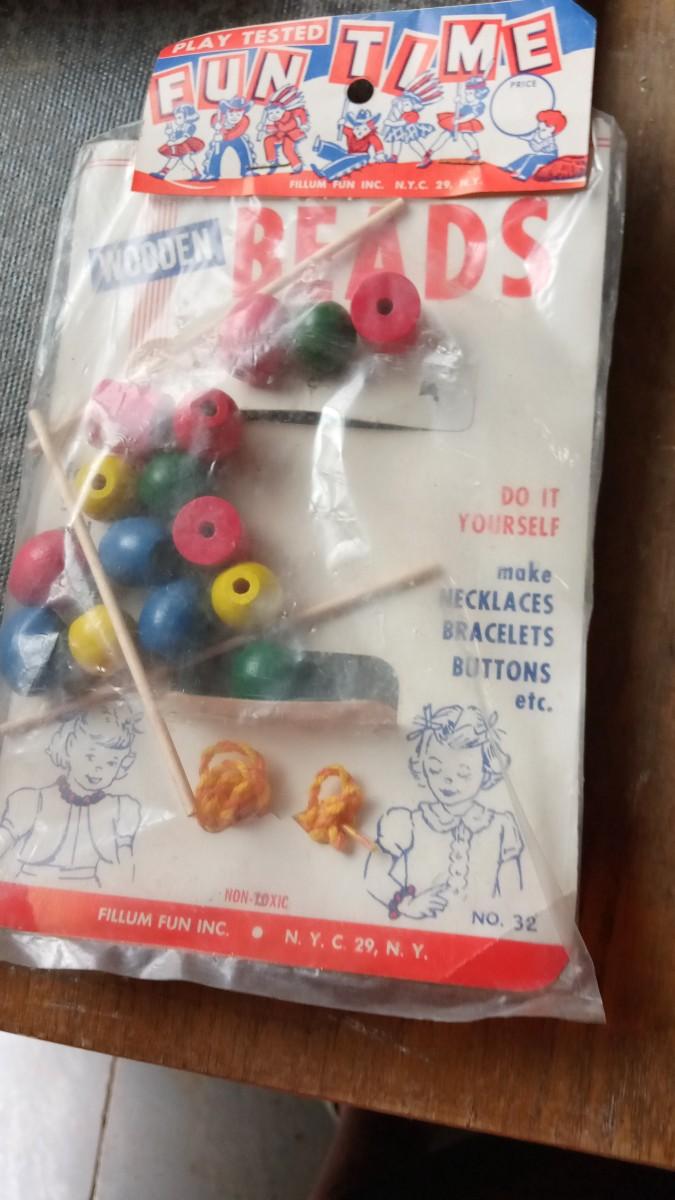 PLAY TESTED
FUN TIME
PRICE
FILLUM FUN INC. N.Y.C. 29, N.Y.
WOODEN
BEADS
DO IT
YOURSELF
make
NECKLACES
BRACELETS
BUTTONS
etc.
NON-TOXIC
NO. 32
FILLUM FUN INC. • N. Y. C. 29, N. Y.